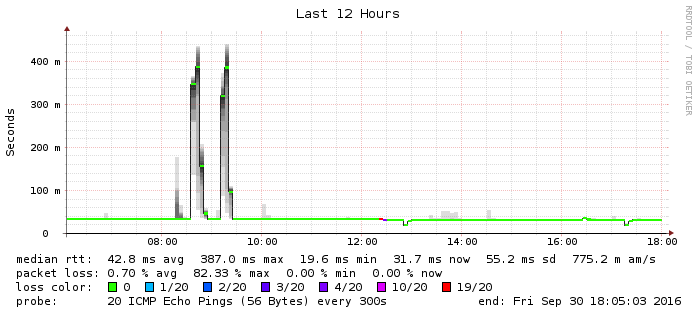 Last 12 Hours
RRDTOOL / TOBI OETIKER
Seconds
400 m
300 m
200 m
100 m
0
08:00 10:00 12:00 14:00 16:00 18:00
median rtt: 42.8 ms avg 387.0 ms max 19.6 ms min 31.7 ms now 55.2 ms sd 775.2 m am/s
packet loss: 0.70 % avg 82.33 % max 0.00 % min 0.00 % now
loss color: 0 1/20 2/20 3/20 4/20 10/20 19/20
probe: 20 ICMP Echo Pings (56 Bytes) every 300s end: Fri Sep 30 18:05:03 2016